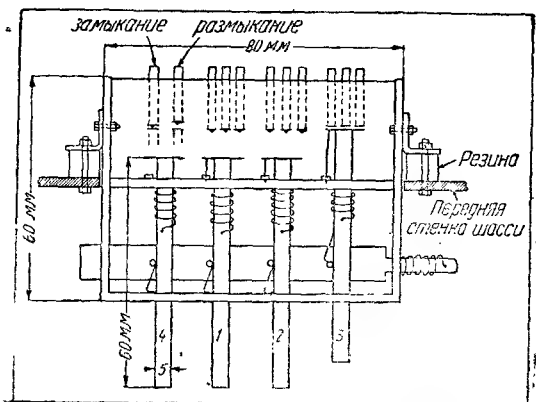 замыкание
размыкание
80 мм
60 мм
Резина
Передняя
стенка шасси
60 мм
4
1
2
3
5